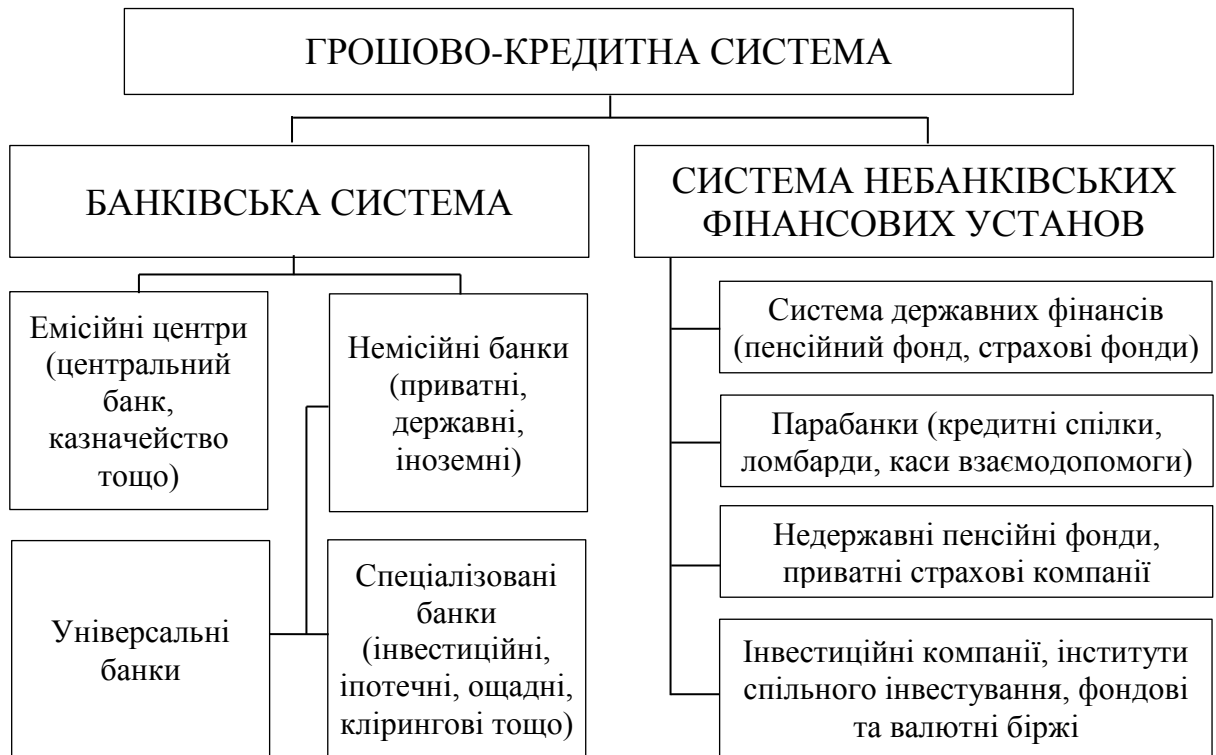 ГРОШОВО-КРЕДИТНА СИСТЕМА
БАНКІВСЬКА СИСТЕМА
СИСТЕМА НЕБАНКІВСЬКИХ
ФІНАНСОВИХ УСТАНОВ
Емісійні центри
(центральний
банк,
казначейство
тощо)
Немісійні банки
(приватні,
державні,
іноземні)
Універсальні
банки
Спеціалізовані
банки
(інвестиційні,
іпотечні, ощадні,
клірингові тощо)
Система державних фінансів
(пенсійний фонд, страхові фонди)
Парабанки (кредитні спілки,
ломбарди, каси взаємодопомоги)
Недержавні пенсійні фонди,
приватні страхові компанії
Інвестиційні компанії, інститути
спільного інвестування, фондові
та валютні біржі